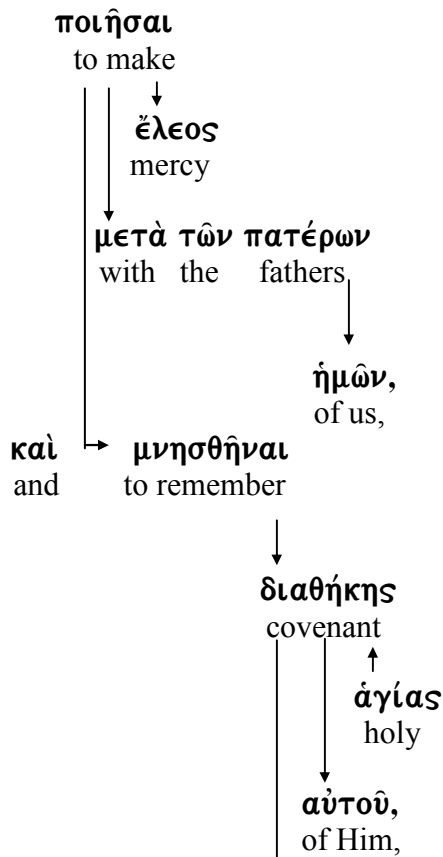 ποιῆσαι
to make
ἔλεος
mercy
μετὰ τῶν πατέρων
with the fathers
ἡμῶν,
of us,
καὶ μνησθῆναι
and to remember
διαθήκης
covenant
ἁγίας
holy
αὐτοῦ,
of Him,